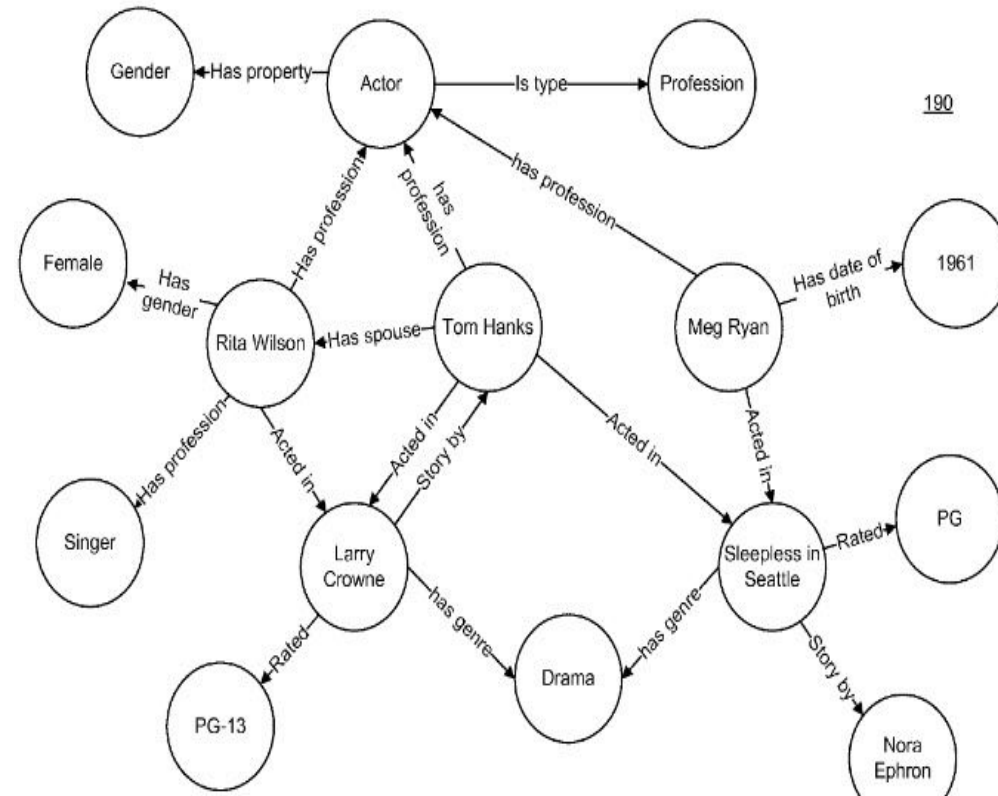 Gender
Has property
Actor
Is type
Profession
190
Has profession
has
profession
has profession
Female
Has
gender
Rita Wilson
Has spouse
Tom Hanks
Meg Ryan
Has date of
birth
1961
Has profession
Acted in
Acted in
Story by
Acted in
Acted in
Singer
Larry
Crowne
Sleepless in
Seattle
Rated
PG
Rated
has genre
has genre
Story by
PG-13
Drama
Nora
Ephron